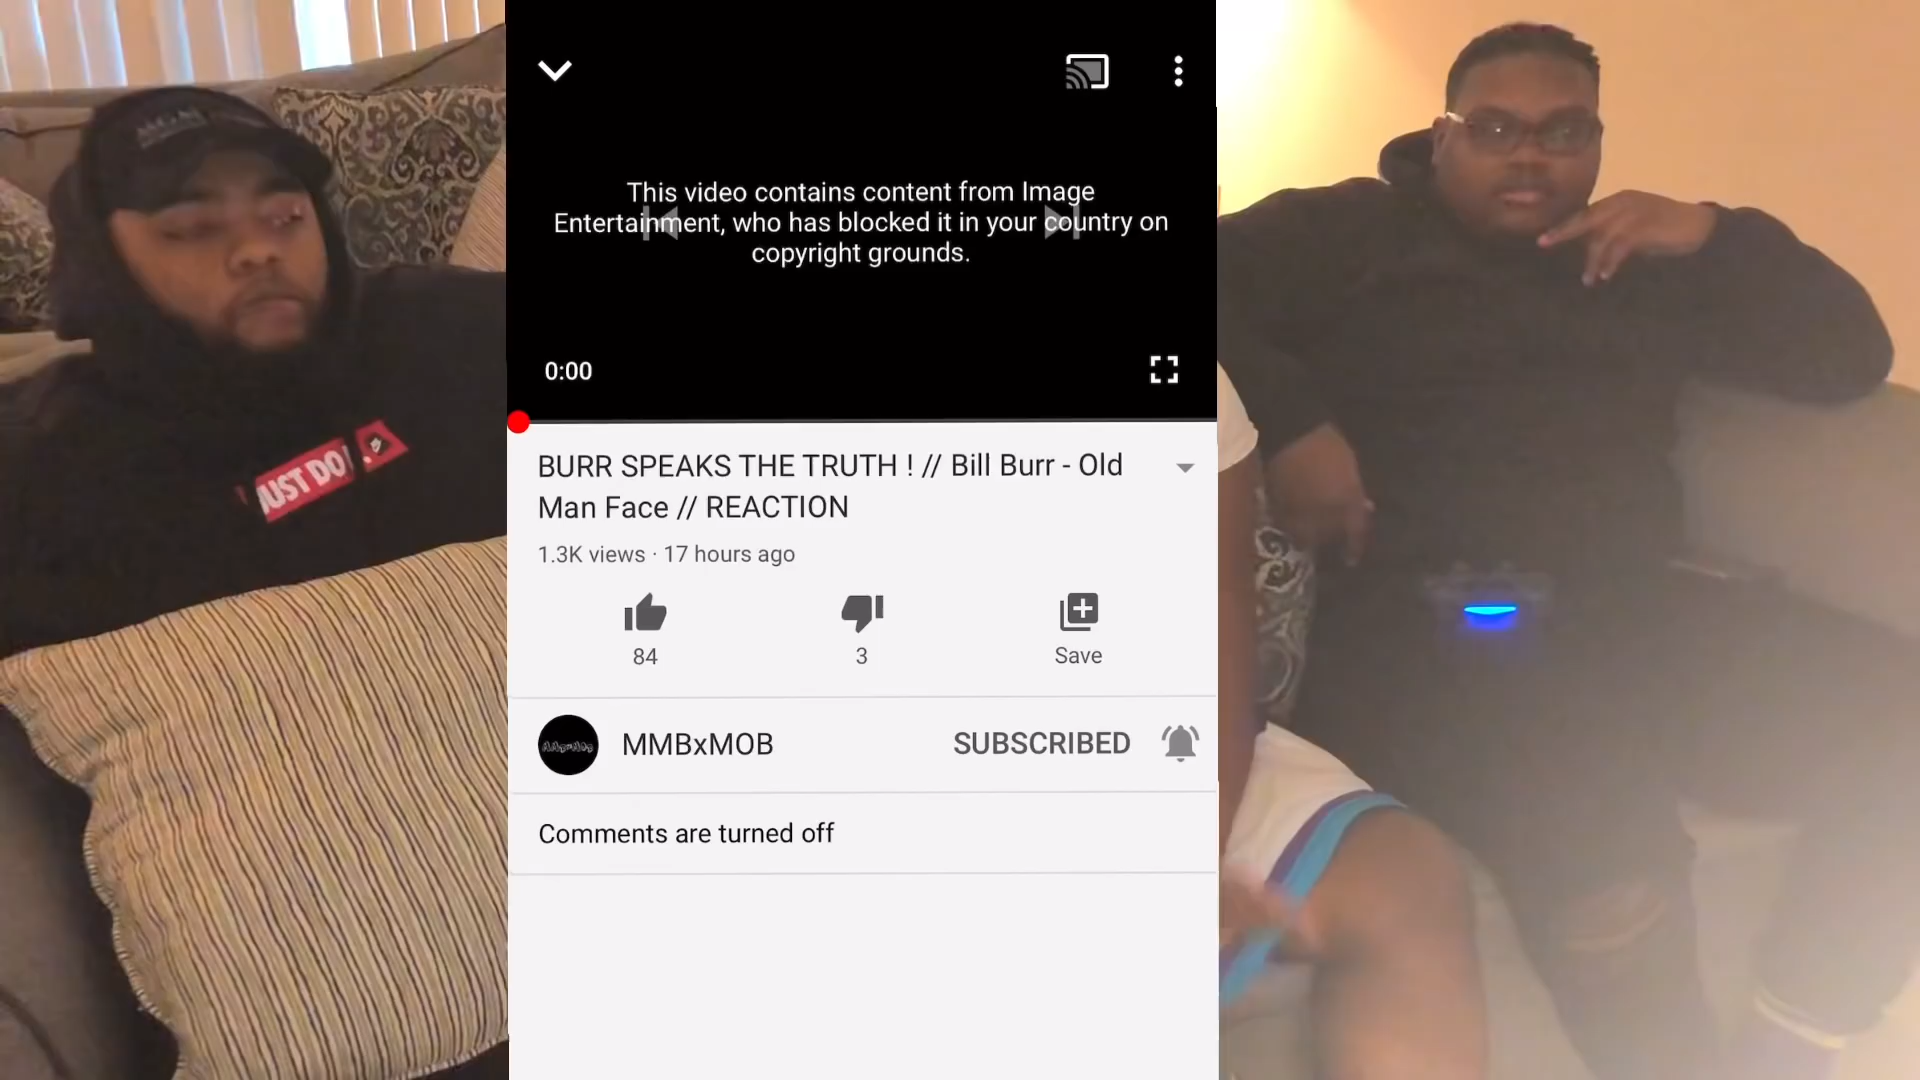 This video contains content from Image
Entertainment, who has blocked it in your country on
copyright grounds.
0:00
BURR SPEAKS THE TRUTH ! // Bill Burr - Old
Man Face // REACTION
1.3K views · 17 hours ago
84
3
Save
MMBxMOB
SUBSCRIBED
Comments are turned off
JUST DO